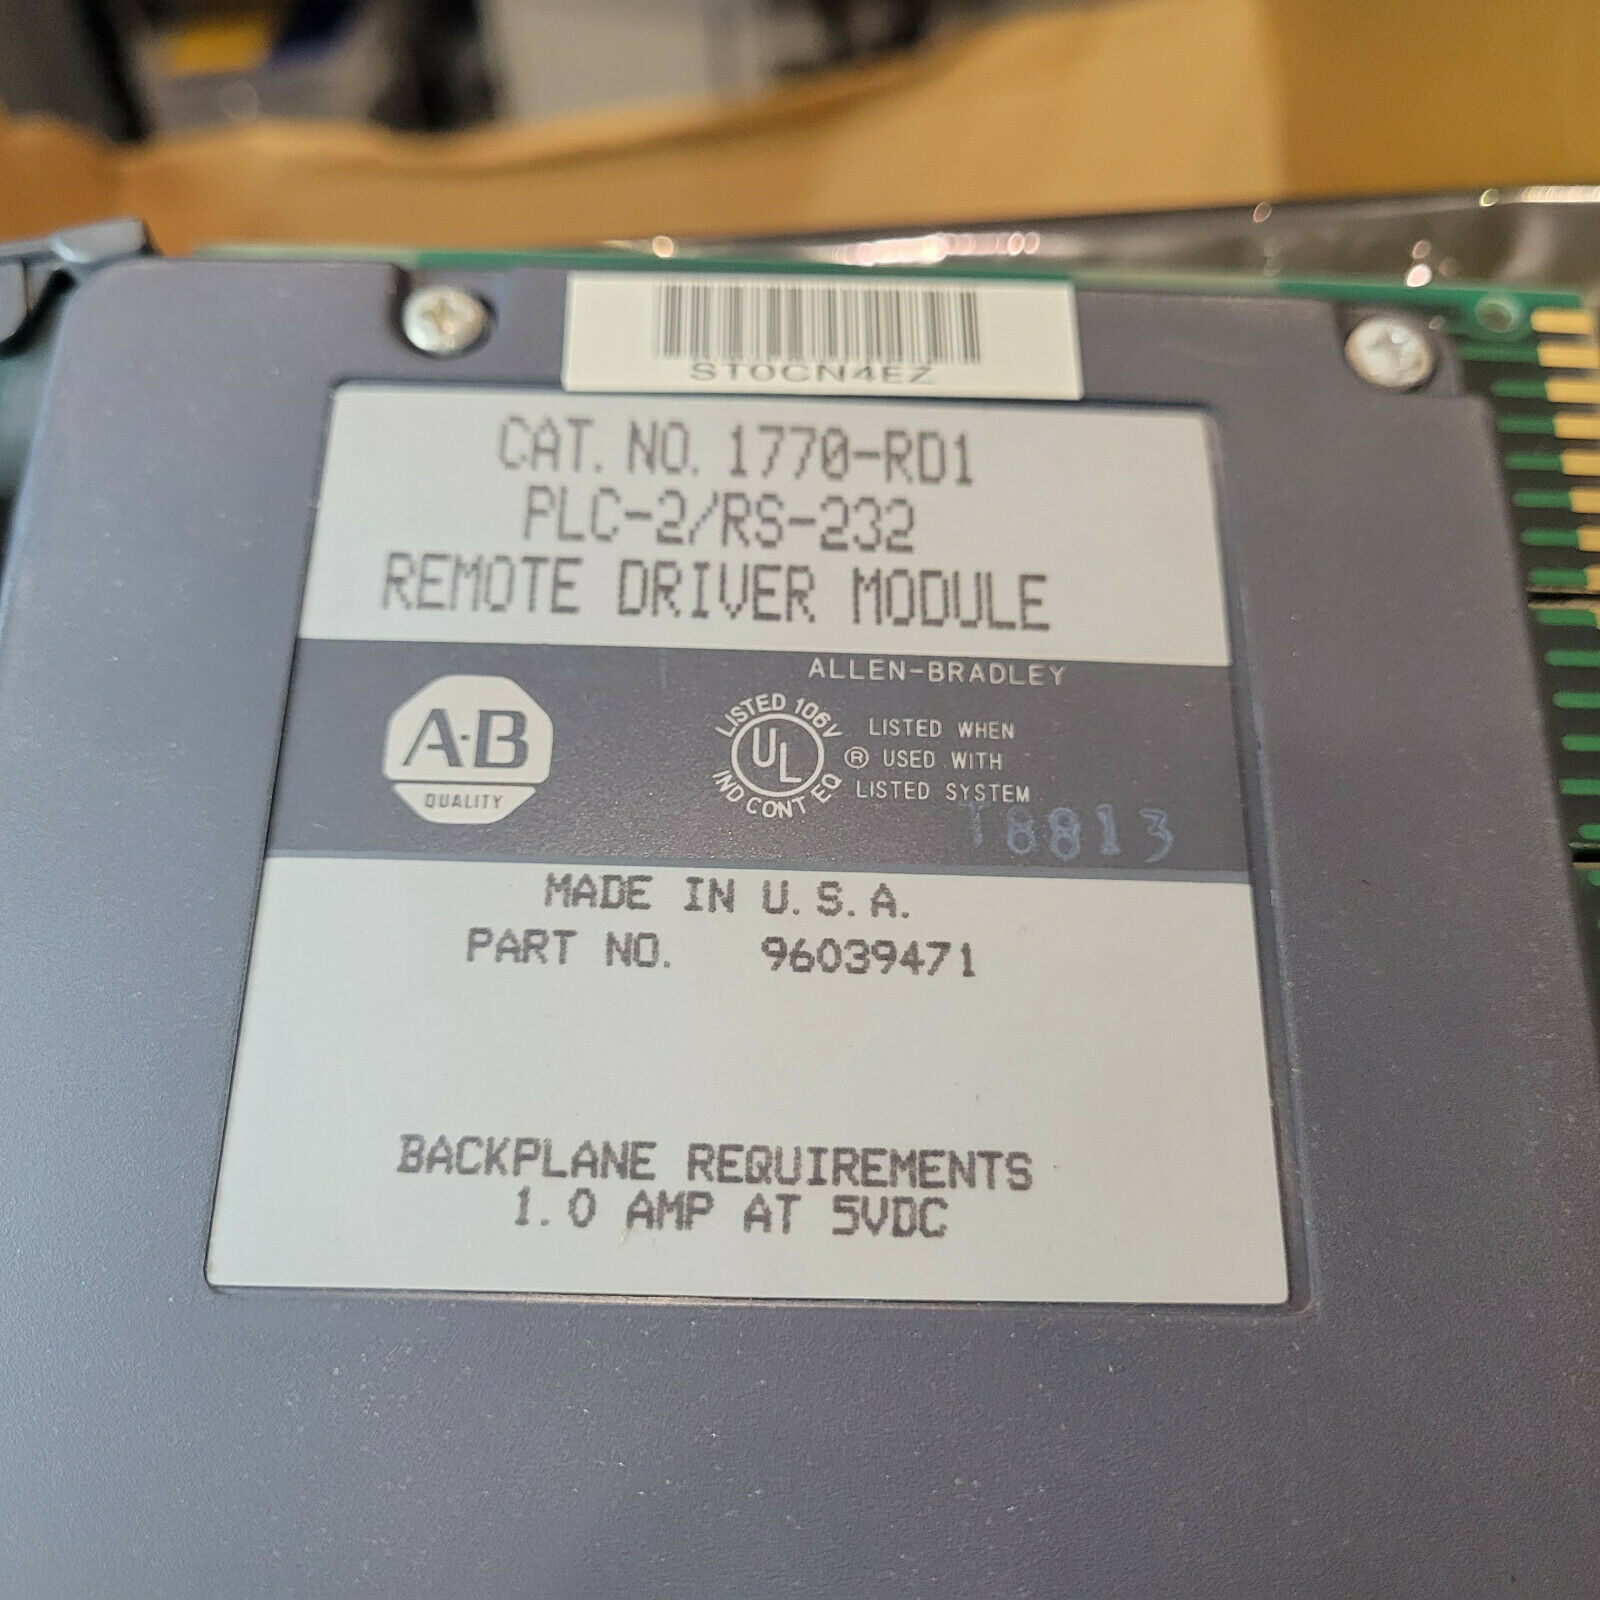 ST0CN4EZ
CAT. NO. 1770-RD1
PLC-2/RS-232
REMOTE DRIVER MODULE
ALLEN-BRADLEY
A-B
QUALITY
LISTED 106V
UL
IND CONT EQ
®
LISTED WHEN
USED WITH
LISTED SYSTEM
T8813
MADE IN U.S.A.
PART NO. 96039471
BACKPLANE REQUIREMENTS
1.0 AMP AT 5VDC